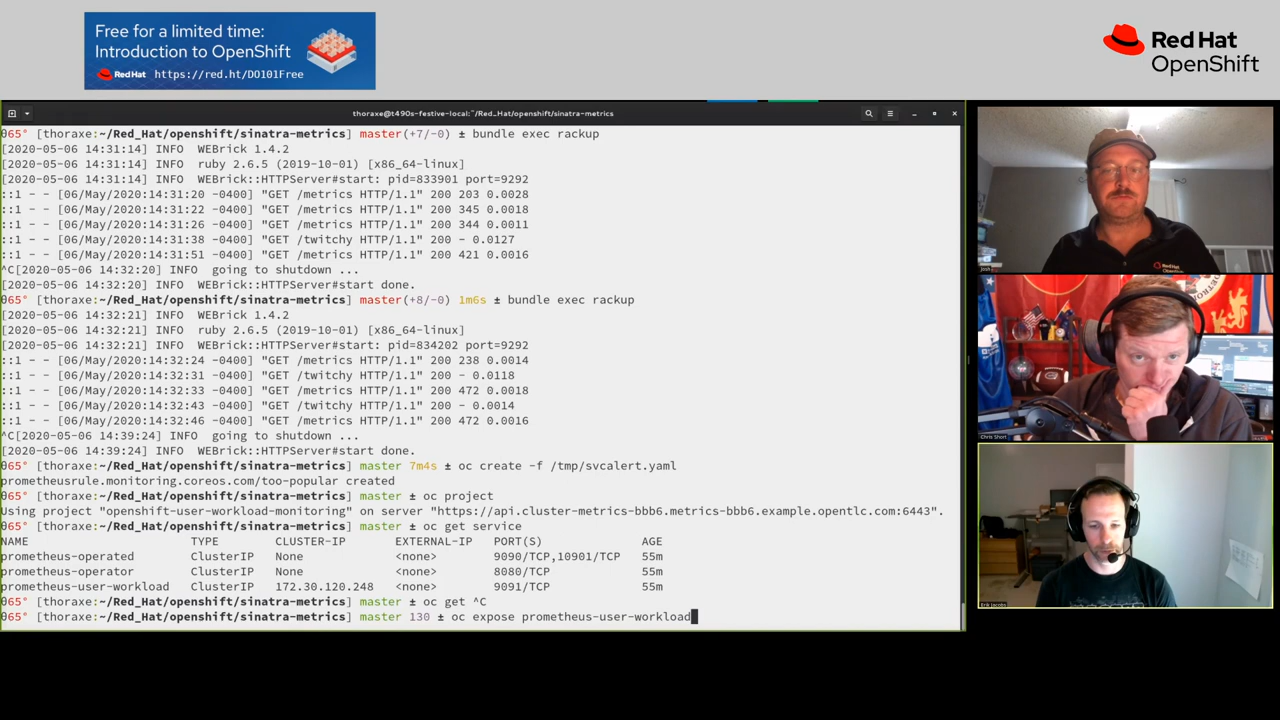 Free for a limited time:
Introduction to OpenShift
Red Hat https://red.ht/DO101Free
Red Hat
OpenShift
thoraxe@t490s-festive-local:~/Red_Hat/openshift/sinatra-metrics
065° [thoraxe:~/Red_Hat/openshift/sinatra-metrics] master(+7/-0) ± bundle exec rackup
[2020-05-06 14:31:14] INFO  WEBrick 1.4.2
[2020-05-06 14:31:14] INFO  ruby 2.6.5 (2019-10-01) [x86_64-linux]
[2020-05-06 14:31:14] INFO  WEBrick::HTTPServer#start: pid=833901 port=9292
::1 - - [06/May/2020:14:31:20 -0400] "GET /metrics HTTP/1.1" 200 203 0.0028
::1 - - [06/May/2020:14:31:22 -0400] "GET /metrics HTTP/1.1" 200 345 0.0018
::1 - - [06/May/2020:14:31:26 -0400] "GET /metrics HTTP/1.1" 200 344 0.0011
::1 - - [06/May/2020:14:31:38 -0400] "GET /twitchy HTTP/1.1" 200 - 0.0127
::1 - - [06/May/2020:14:31:51 -0400] "GET /metrics HTTP/1.1" 200 421 0.0016
^C[2020-05-06 14:32:20] INFO  going to shutdown ...
[2020-05-06 14:32:20] INFO  WEBrick::HTTPServer#start done.
065° [thoraxe:~/Red_Hat/openshift/sinatra-metrics] master(+8/-0) 1m6s ± bundle exec rackup
[2020-05-06 14:32:21] INFO  WEBrick 1.4.2
[2020-05-06 14:32:21] INFO  ruby 2.6.5 (2019-10-01) [x86_64-linux]
[2020-05-06 14:32:21] INFO  WEBrick::HTTPServer#start: pid=834202 port=9292
::1 - - [06/May/2020:14:32:24 -0400] "GET /metrics HTTP/1.1" 200 238 0.0014
::1 - - [06/May/2020:14:32:31 -0400] "GET /twitchy HTTP/1.1" 200 - 0.0118
::1 - - [06/May/2020:14:32:33 -0400] "GET /metrics HTTP/1.1" 200 472 0.0018
::1 - - [06/May/2020:14:32:43 -0400] "GET /twitchy HTTP/1.1" 200 - 0.0014
::1 - - [06/May/2020:14:32:46 -0400] "GET /metrics HTTP/1.1" 200 472 0.0016
^C[2020-05-06 14:39:24] INFO  going to shutdown ...
[2020-05-06 14:39:24] INFO  WEBrick::HTTPServer#start done.
065° [thoraxe:~/Red_Hat/openshift/sinatra-metrics] master 7m4s ± oc create -f /tmp/svcalert.yaml
prometheusrule.monitoring.coreos.com/too-popular created
065° [thoraxe:~/Red_Hat/openshift/sinatra-metrics] master ± oc project
Using project "openshift-user-workload-monitoring" on server "https://api.cluster-metrics-bbb6.metrics-bbb6.example.opentlc.com:6443".
065° [thoraxe:~/Red_Hat/openshift/sinatra-metrics] master ± oc get service
NAME TYPE CLUSTER-IP EXTERNAL-IP PORT(S) AGE
prometheus-operated ClusterIP None <none> 9090/TCP,10901/TCP 55m
prometheus-operator ClusterIP None <none> 8080/TCP 55m
prometheus-user-workload ClusterIP 172.30.120.248 <none> 9091/TCP 55m
065° [thoraxe:~/Red_Hat/openshift/sinatra-metrics] master ± oc get ^C
065° [thoraxe:~/Red_Hat/openshift/sinatra-metrics] master 130 ± oc expose prometheus-user-workload
Josh
Red Hat
Chris Short
Erik Jacobs